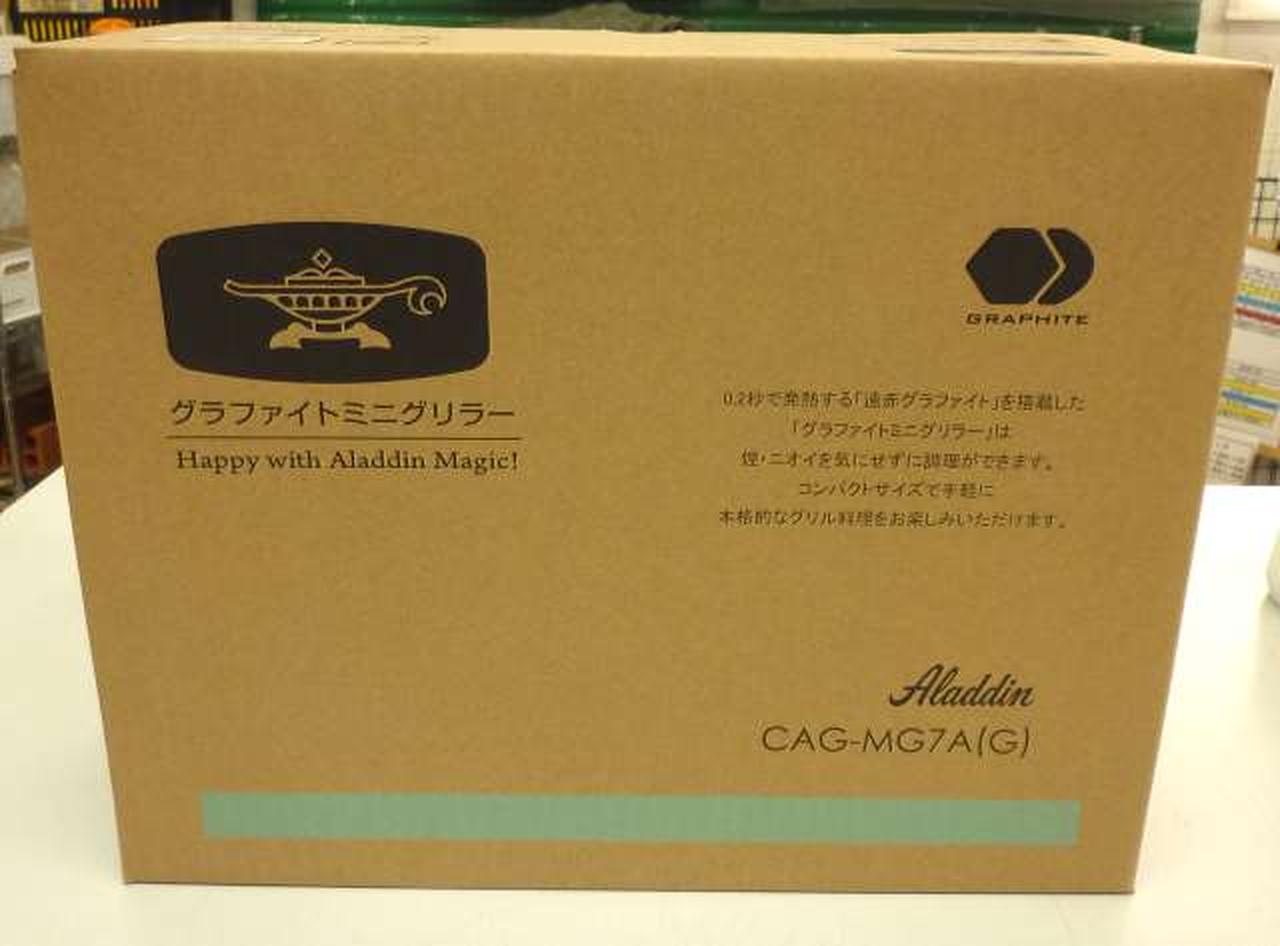 グラファイトミニグリラー
Happy with Aladdin Magic!
GRAPHITE
0.2秒で発熱する「遠赤グラファイト」を搭載した
「グラファイトミニグリラー」は
煙・ニオイを気にせずに調理ができます。
コンパクトサイズで手軽に
本格的なグリル料理をお楽しみいただけます。
Aladdin
CAG-MG7A(G)